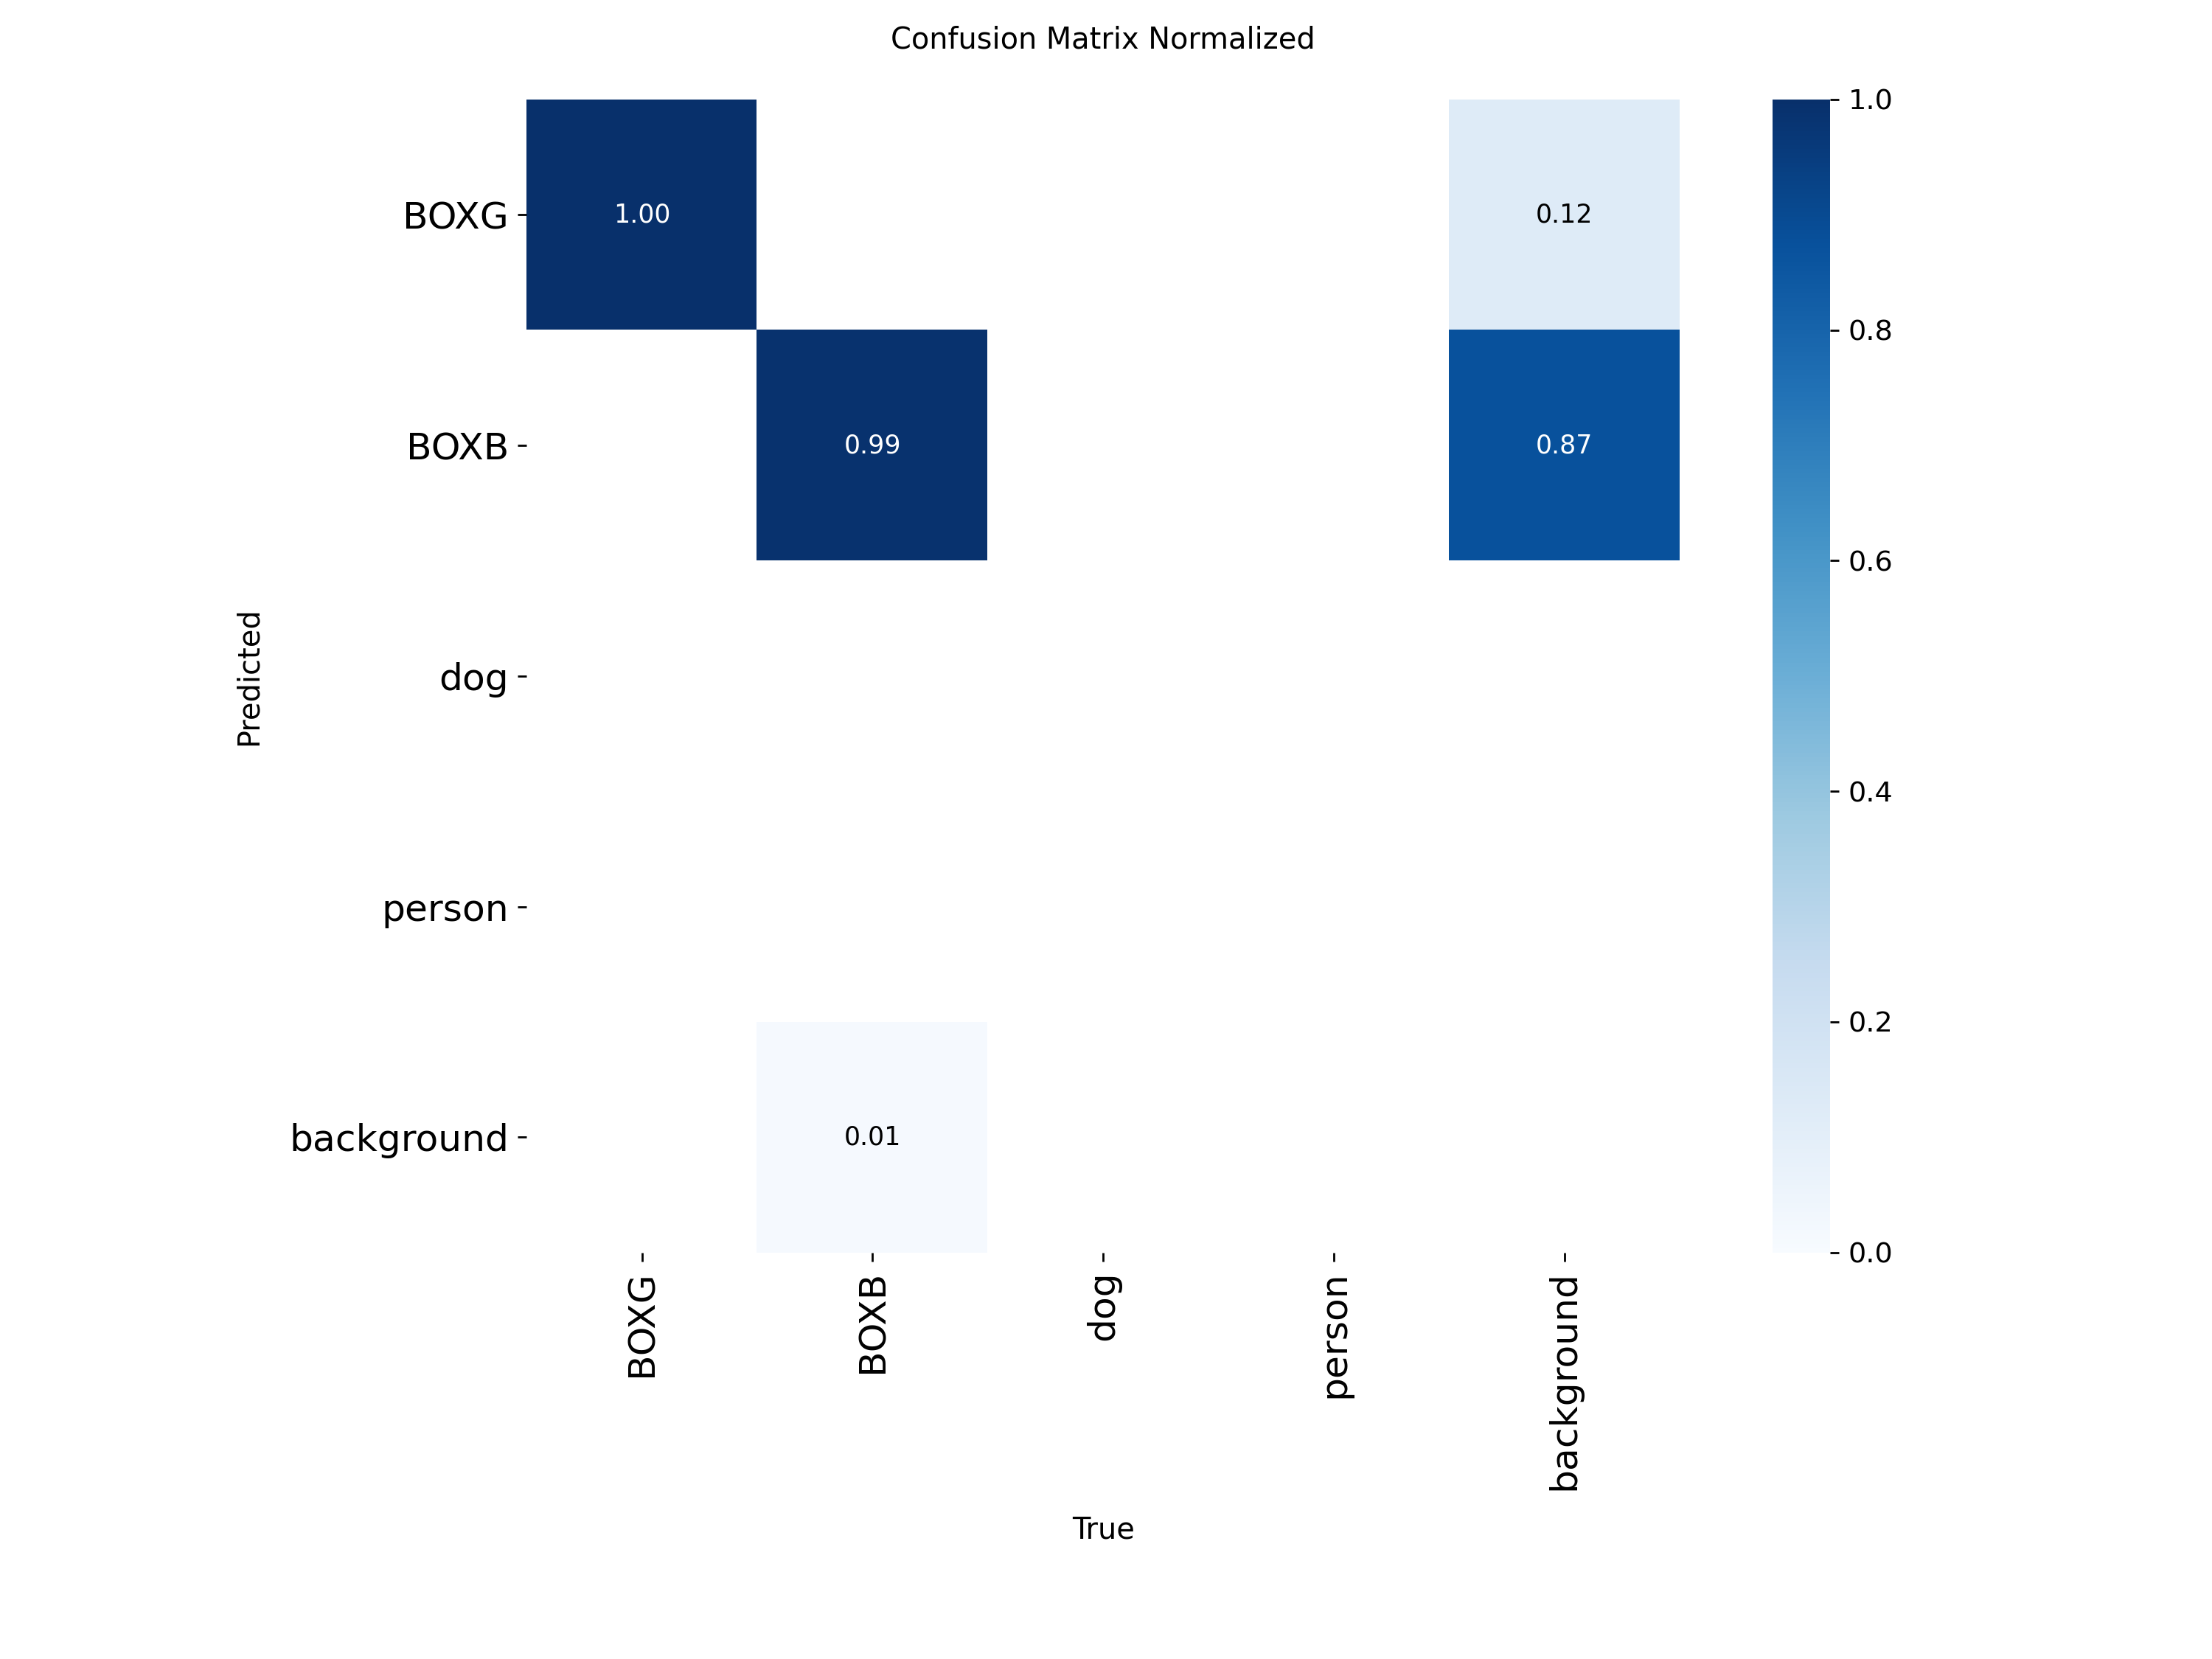 Confusion Matrix Normalized
BOXG
1.00
0.12
BOXB
0.99
0.87
dog
person
background
0.01
Predicted
BOXG
BOXB
dog
person
background
True
1.0
0.8
0.6
0.4
0.2
0.0